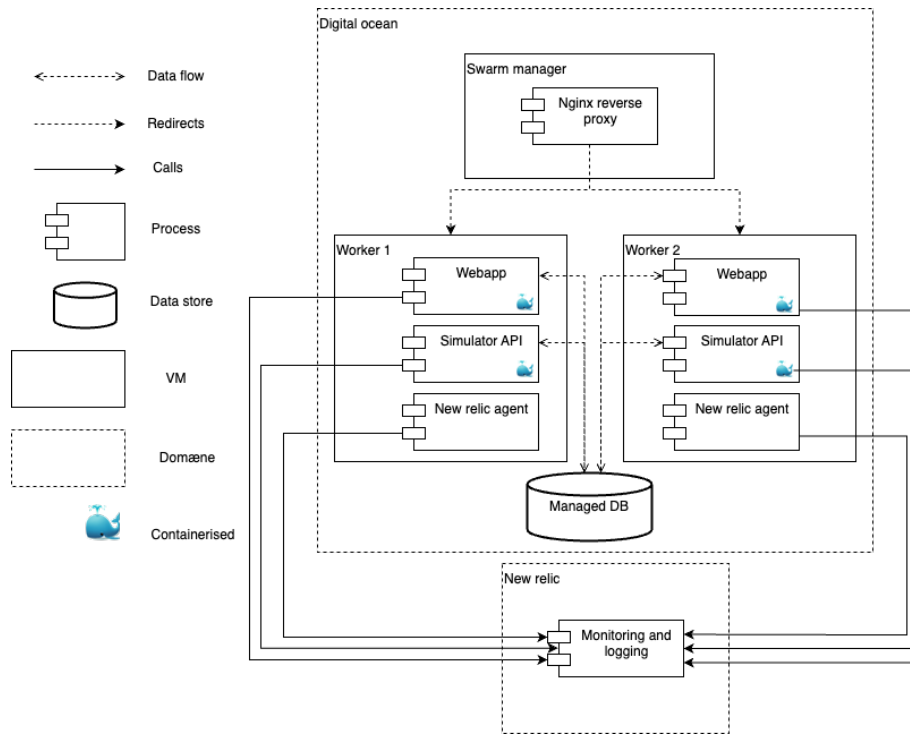 Data flow
Redirects
Calls
Process
Data store
VM
Domæne
Containerised
Digital ocean
Swarm manager
Nginx reverse
proxy
Worker 1
Webapp
Simulator API
New relic agent
Worker 2
Webapp
Simulator API
New relic agent
Managed DB
New relic
Monitoring and
logging